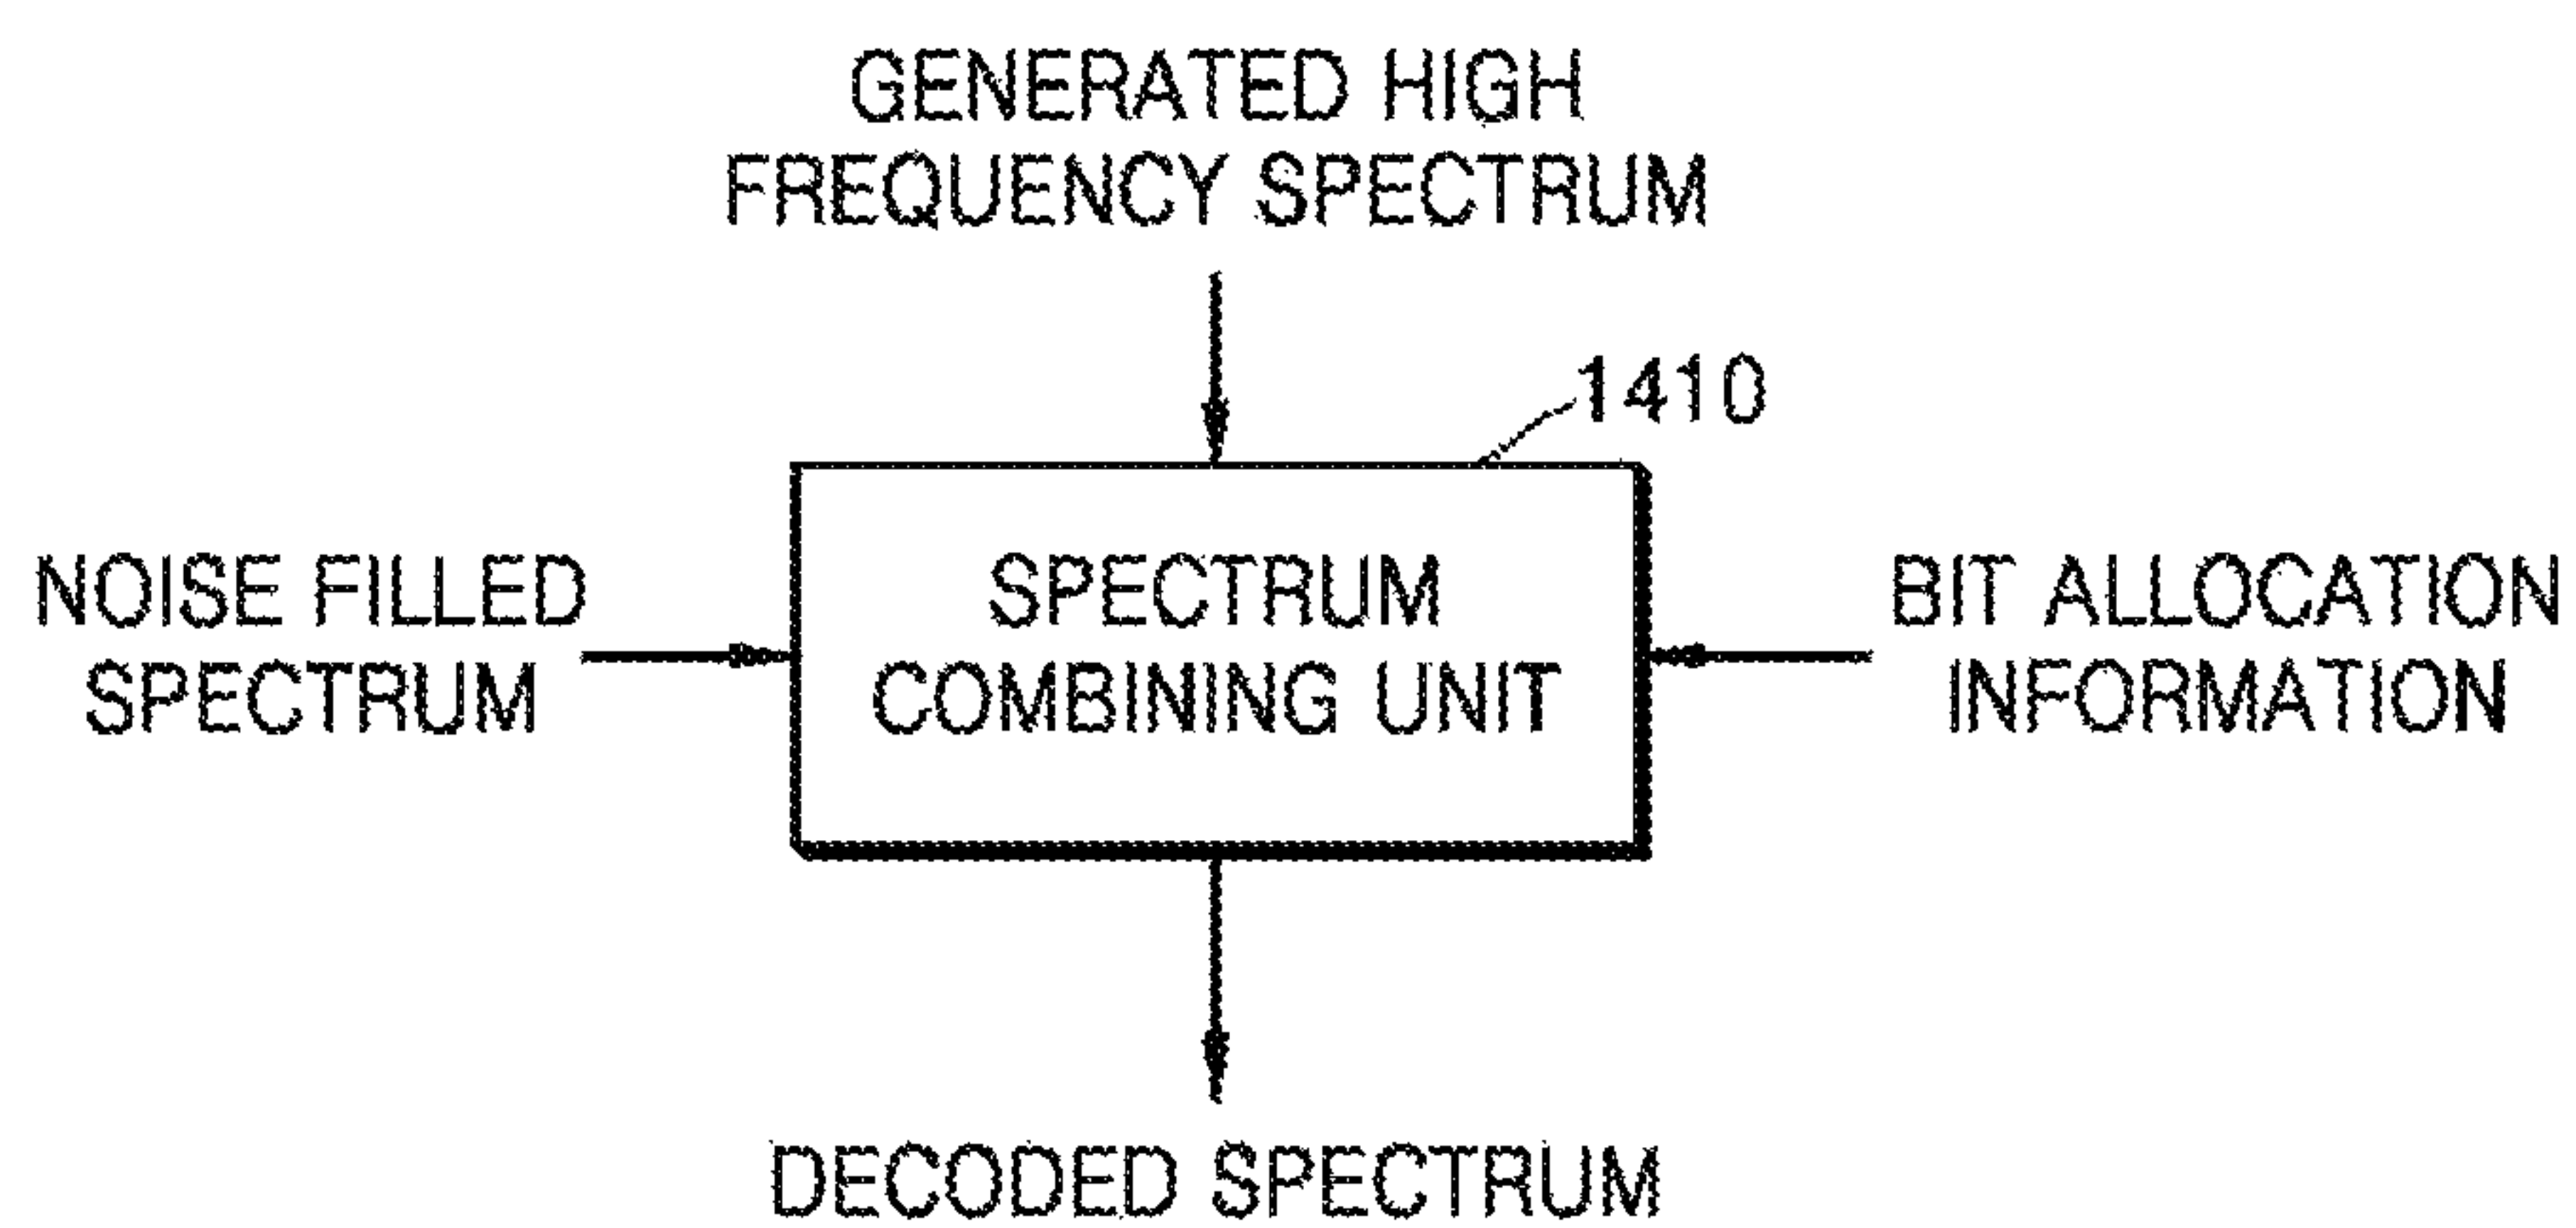 GENERATED HIGH
FREQUENCY SPECTRUM
1410
NOISE FILLED
SPECTRUM
SPECTRUM
COMBINING UNIT
BIT ALLOCATION
INFORMATION
DECODED SPECTRUM